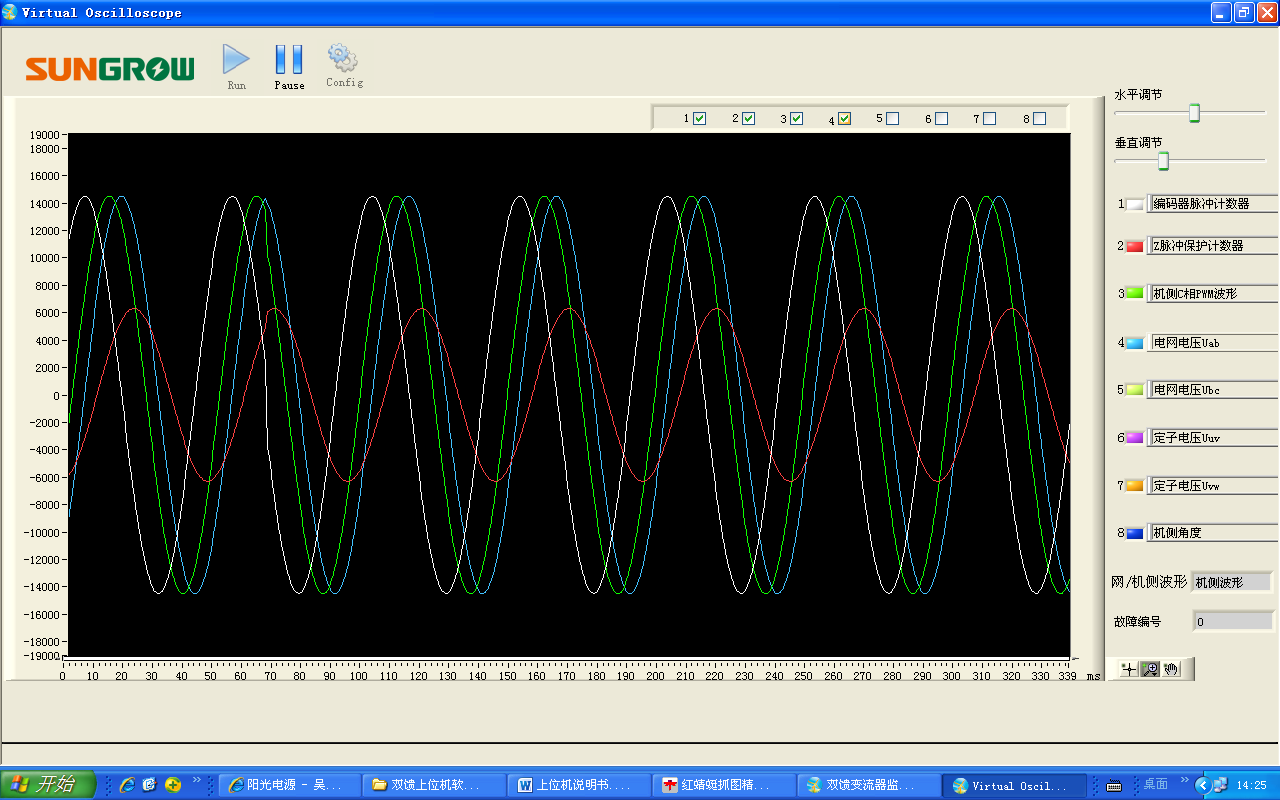 Virtual Oscilloscope
SUNGROW
Run
Pause
Config
1 2 3 4 5 6 7 8
水平调节
垂直调节
19000
18000
16000
14000
12000
10000
8000
6000
4000
2000
0
-2000
-4000
-6000
-8000
-10000
-12000
-14000
-16000
-18000
-19000
0 10 20 30 40 50 60 70 80 90 100 110 120 130 140 150 160 170 180 190 200 210 220 230 240 250 260 270 280 290 300 310 320 330 339 ms
1 编码器脉冲计数器
2 Z脉冲保护计数器
3 机侧C相PWM波形
4 电网电压Uab
5 电网电压Ubc
6 定子电压Uuv
7 定子电压Uvw
8 机侧角度
网/机侧波形 机侧波形
故障编号 0
开始
阳光电源 - 吴...
双馈上位机软...
上位机说明书....
红蜻蜓抓图精...
双馈变流器监...
Virtual Oscil...
桌面
14:25